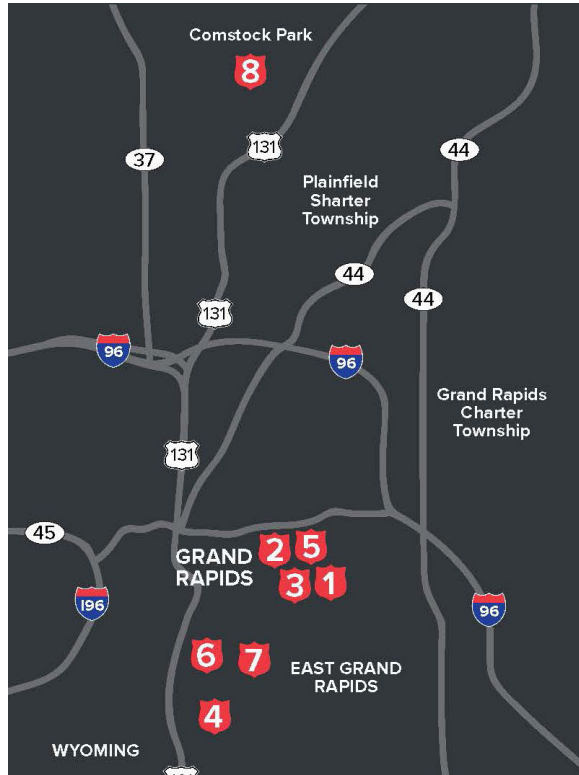 Comstock Park
8
131
44
37
Plainfield
Sharter
Township
44
44
131
96
96
Grand Rapids
Charter
Township
131
45
GRAND
RAPIDS
2
5
3
1
196
96
6
7
EAST GRAND
RAPIDS
4
WYOMING